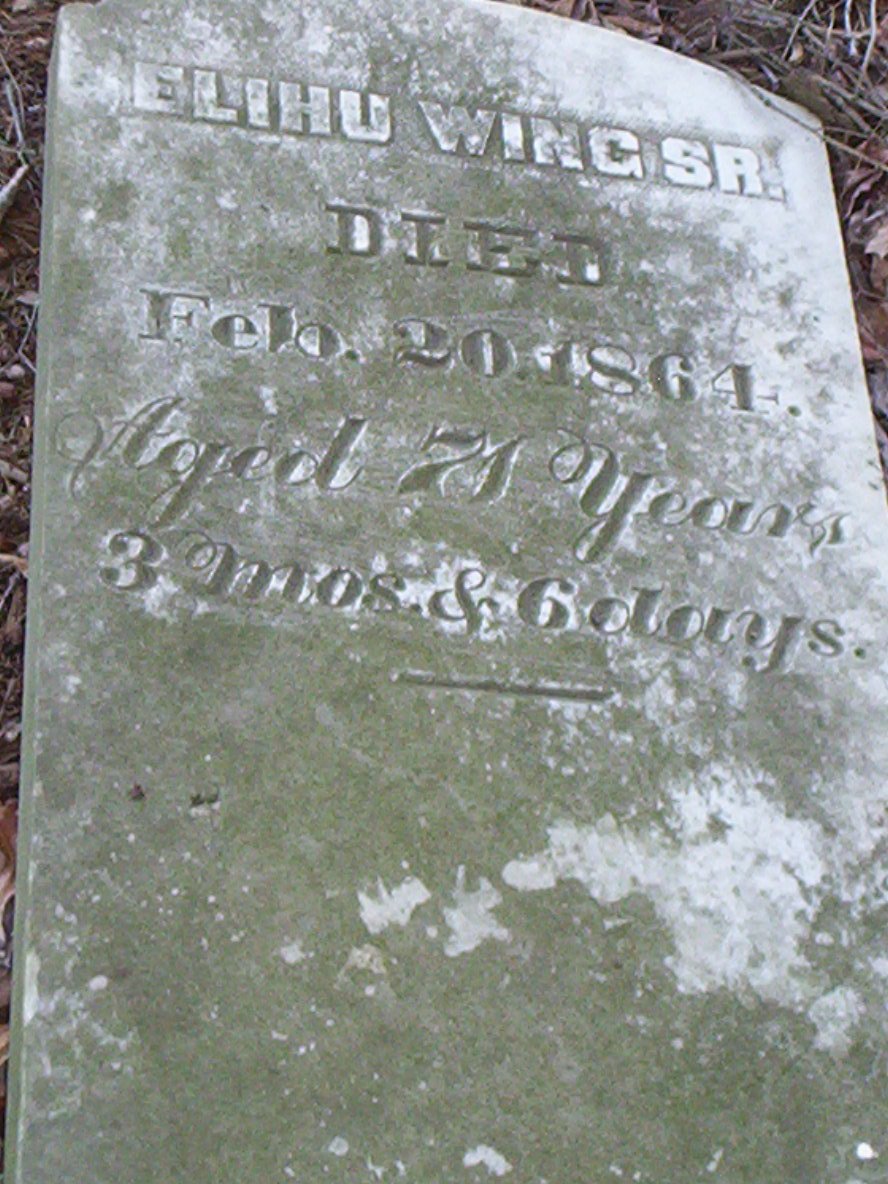 ELIHU WING SR.
DIED
Feb. 20. 1864.
Aged 71 Years
3 mos. & 6 days.